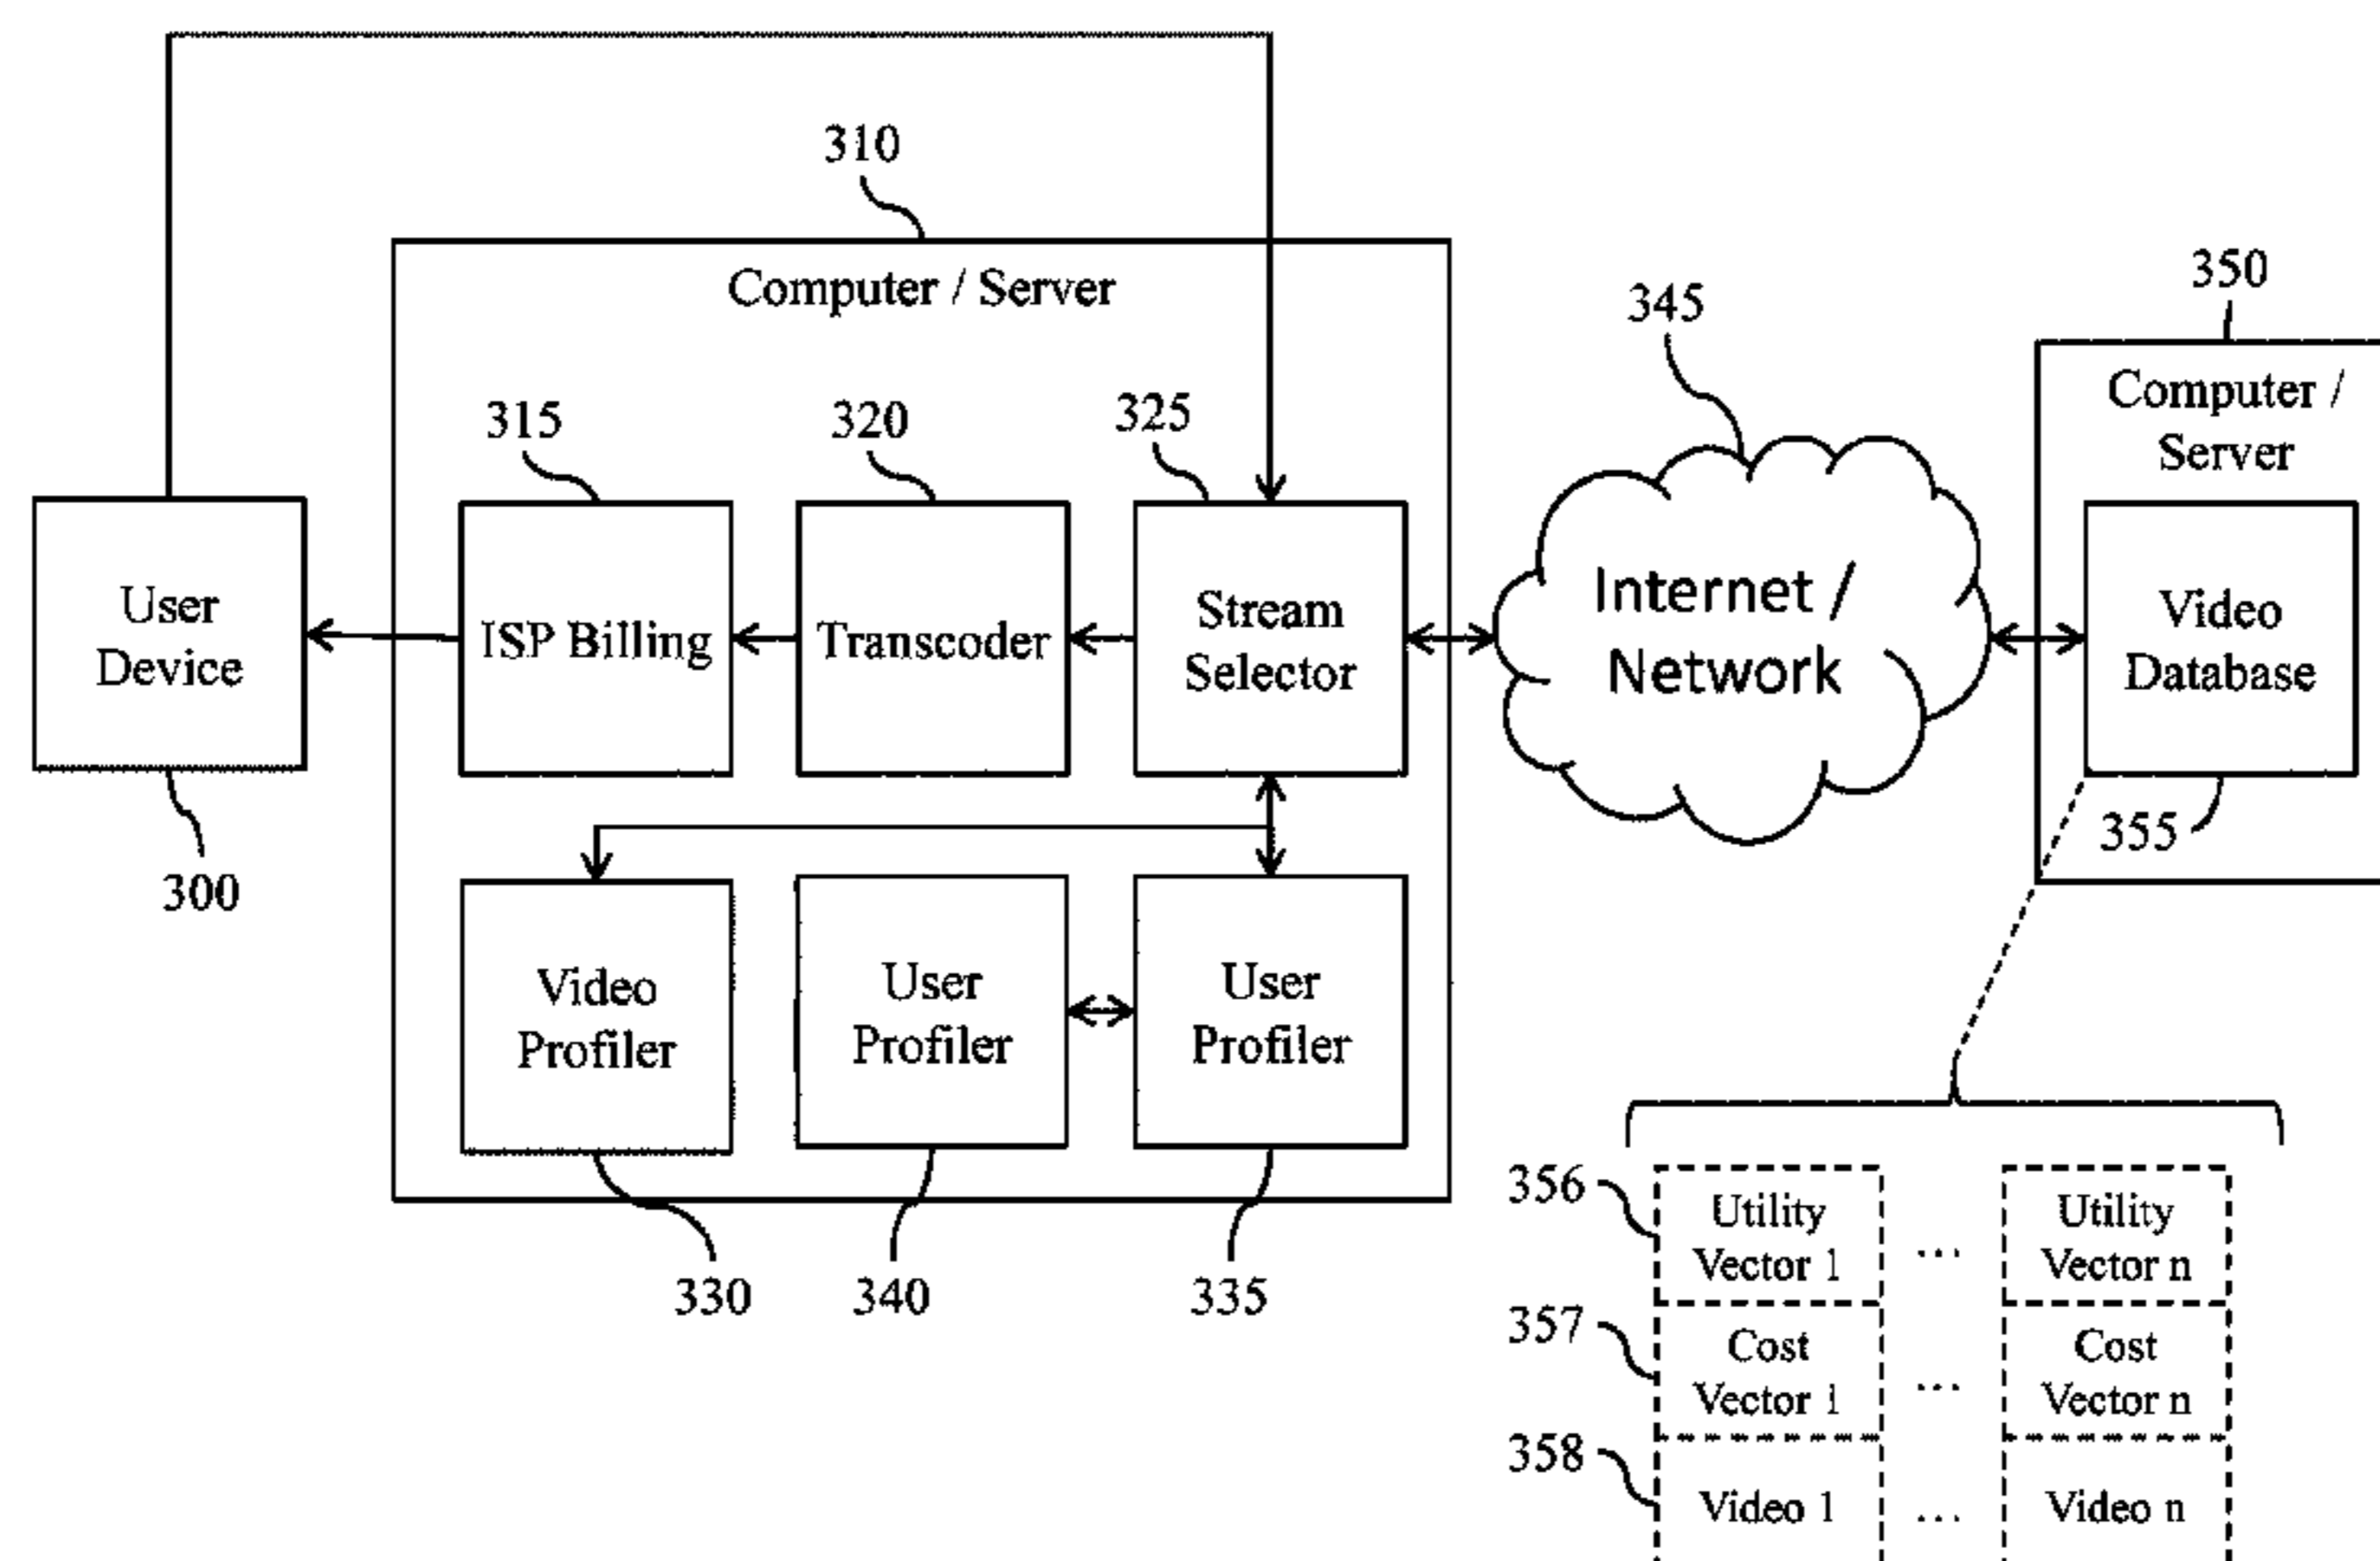 310
Computer / Server
345
350
Computer /
Server
315
320
325
User
Device
ISP Billing
Transcoder
Stream
Selector
Internet /
Network
Video
Database
355
300
Video
Profiler
User
Profiler
User
Profiler
330
340
335
356
Utility
Vector 1
...
Utility
Vector n
357
Cost
Vector 1
...
Cost
Vector n
358
Video 1
...
Video n